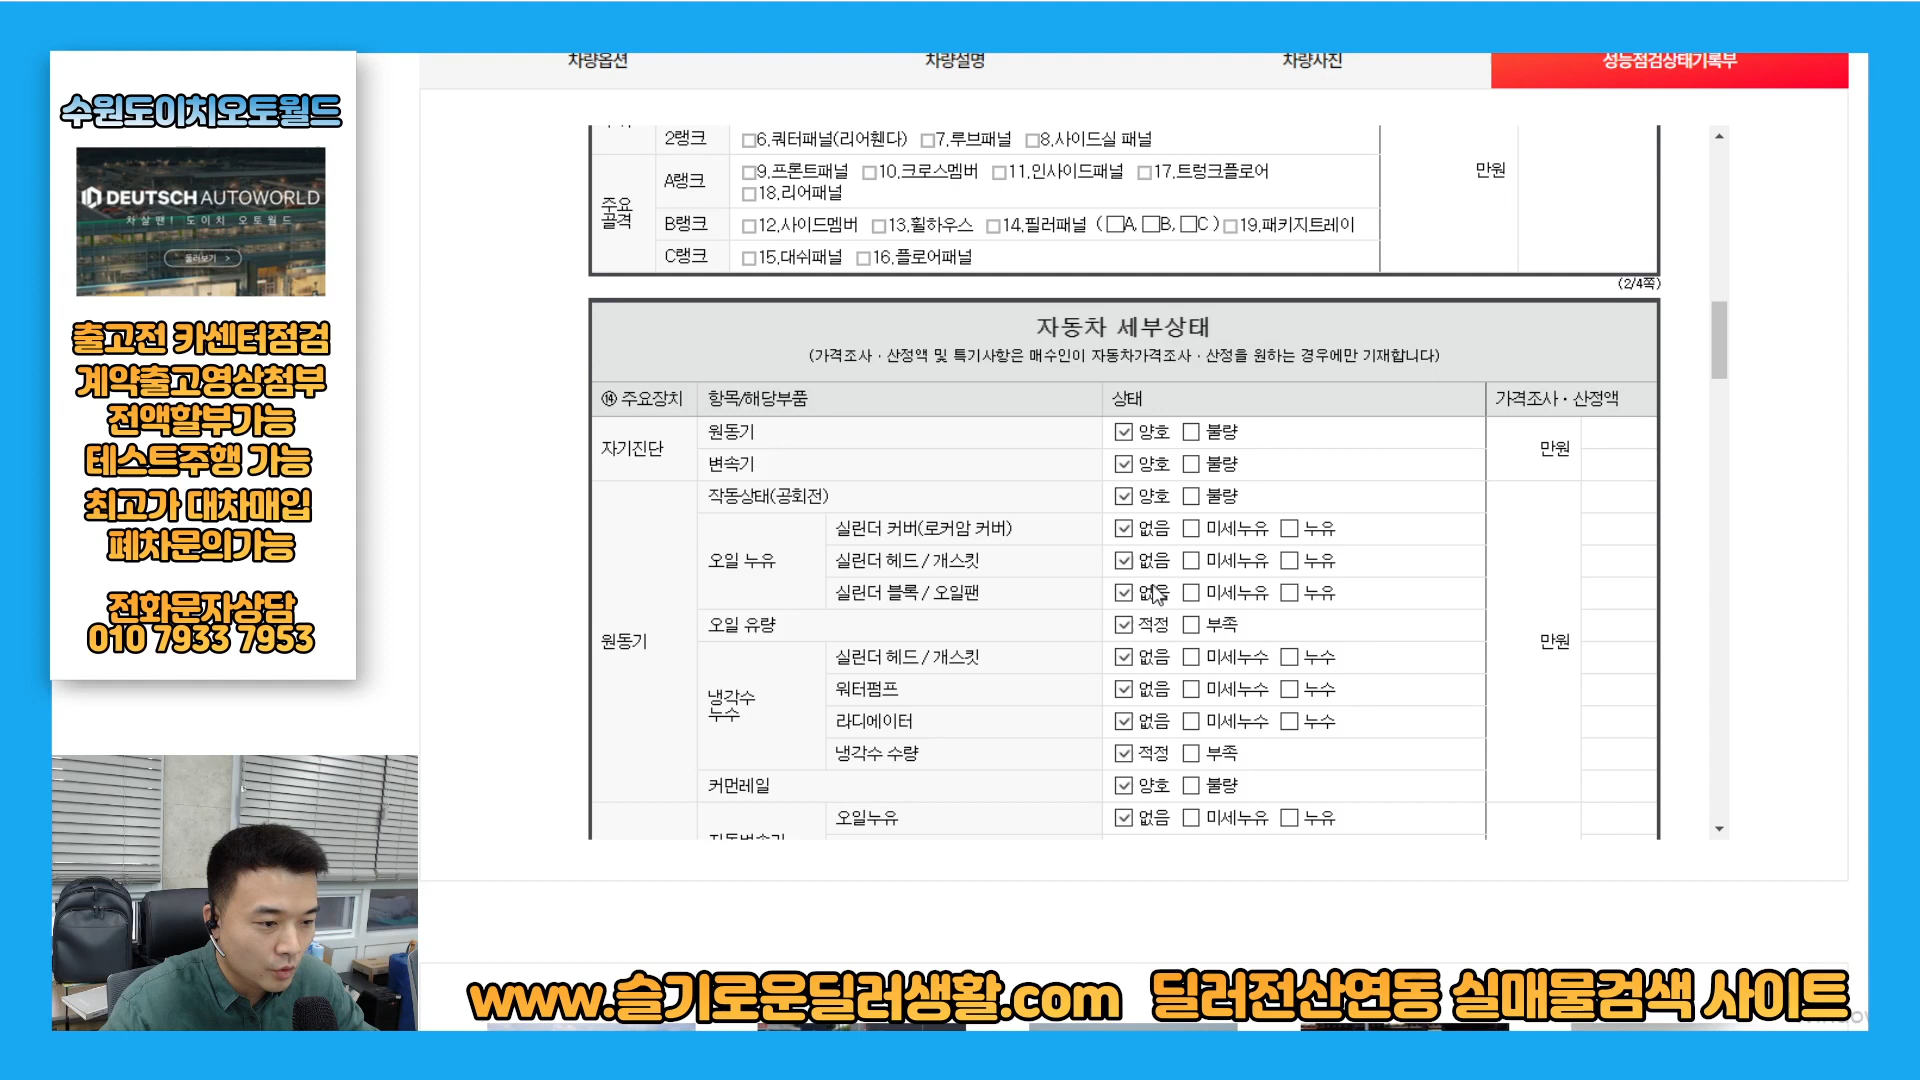 차량옵션 차량설명 차량사진 성능점검상태기록부
수원도이치오토월드
DEUTSCH AUTOWORLD
차 살 땐 ! 도 이 치 오 토 월 드
둘러보기 >
출고전 카센터점검
계약출고영상첨부
전액할부가능
테스트주행 가능
최고가 대차매입
폐차문의가능
전화문자상담
010 7933 7953
2랭크 6.쿼터패널(리어휀다) 7.루브패널 8.사이드실 패널
주요
골격
A랭크 9.프론트패널 10.크로스멤버 11.인사이드패널 17.트렁크플로어
18.리어패널
만원
B랭크 12.사이드멤버 13.휠하우스 14.필러패널 ( A, B, C ) 19.패키지트레이
C랭크 15.대쉬패널 16.플로어패널
(2/4쪽)
자동차 세부상태
(가격조사 · 산정액 및 특기사항은 매수인이 자동차가격조사 · 산정을 원하는 경우에만 기재합니다)
⑭ 주요장치 항목/해당부품 상태 가격조사 · 산정액
자기진단 원동기 양호 불량 만원
변속기 양호 불량
원동기 작동상태(공회전) 양호 불량 만원
오일 누유 실린더 커버(로커암 커버) 없음 미세누유 누유
실린더 헤드 / 개스킷 없음 미세누유 누유
실린더 블록 / 오일팬 없음 미세누유 누유
오일 유량 적정 부족
냉각수
누수
실린더 헤드 / 개스킷 없음 미세누수 누수
워터펌프 없음 미세누수 누수
라디에이터 없음 미세누수 누수
냉각수 수량 적정 부족
커먼레일 양호 불량
오일누유 없음 미세누유 누유
www.슬기로운딜러생활.com 딜러전산연동 실매물검색 사이트